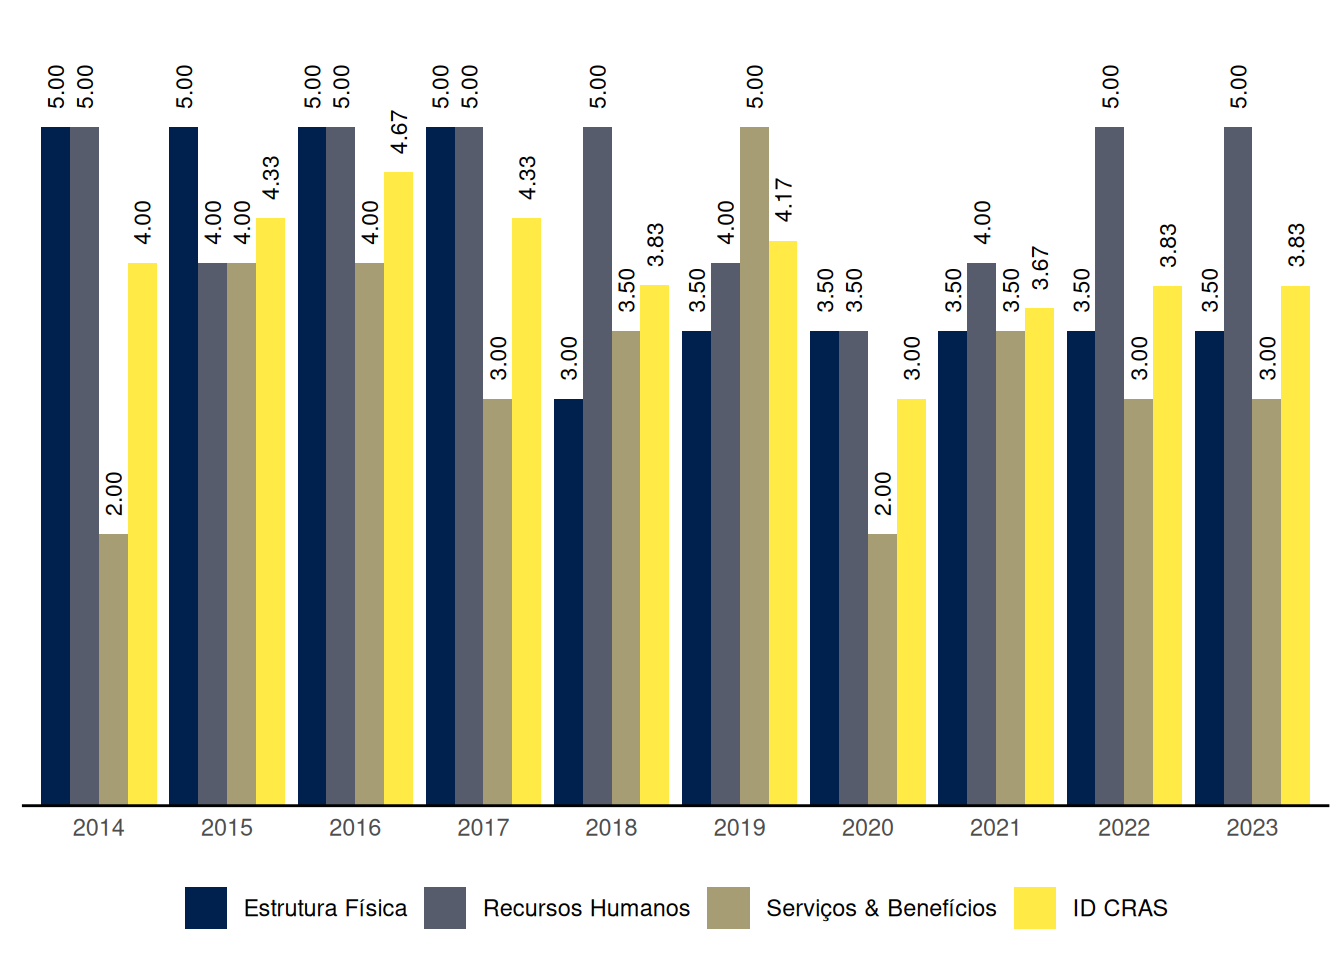 5.00 5.00 2.00 4.00
5.00 4.00 4.00 4.33
5.00 5.00 4.00 4.67
5.00 5.00 3.00 4.33
3.00 5.00 3.50 3.83
3.50 4.00 5.00 4.17
3.50 3.50 2.00 3.00
3.50 4.00 3.50 3.67
3.50 5.00 3.00 3.83
3.50 5.00 3.00 3.83
2014 2015 2016 2017 2018 2019 2020 2021 2022 2023
Estrutura Física Recursos Humanos Serviços & Benefícios ID CRAS